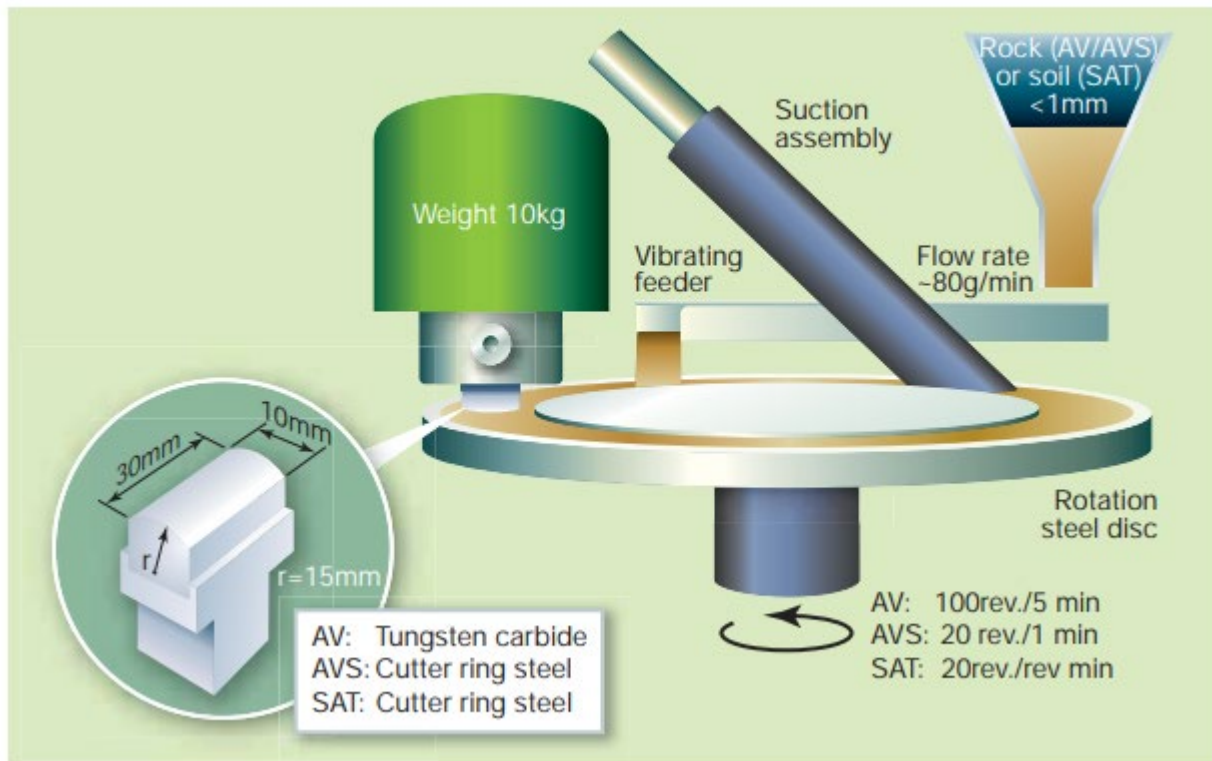 Rock (AV/AVS)
or soil (SAT)
<1mm
Suction
assembly
Weight 10kg
Vibrating
feeder
Flow rate
~80g/min
10mm
30mm
r
r=15mm
Rotation
steel disc
AV: Tungsten carbide
AVS: Cutter ring steel
SAT: Cutter ring steel
AV: 100rev./5 min
AVS: 20 rev./1 min
SAT: 20rev./rev min